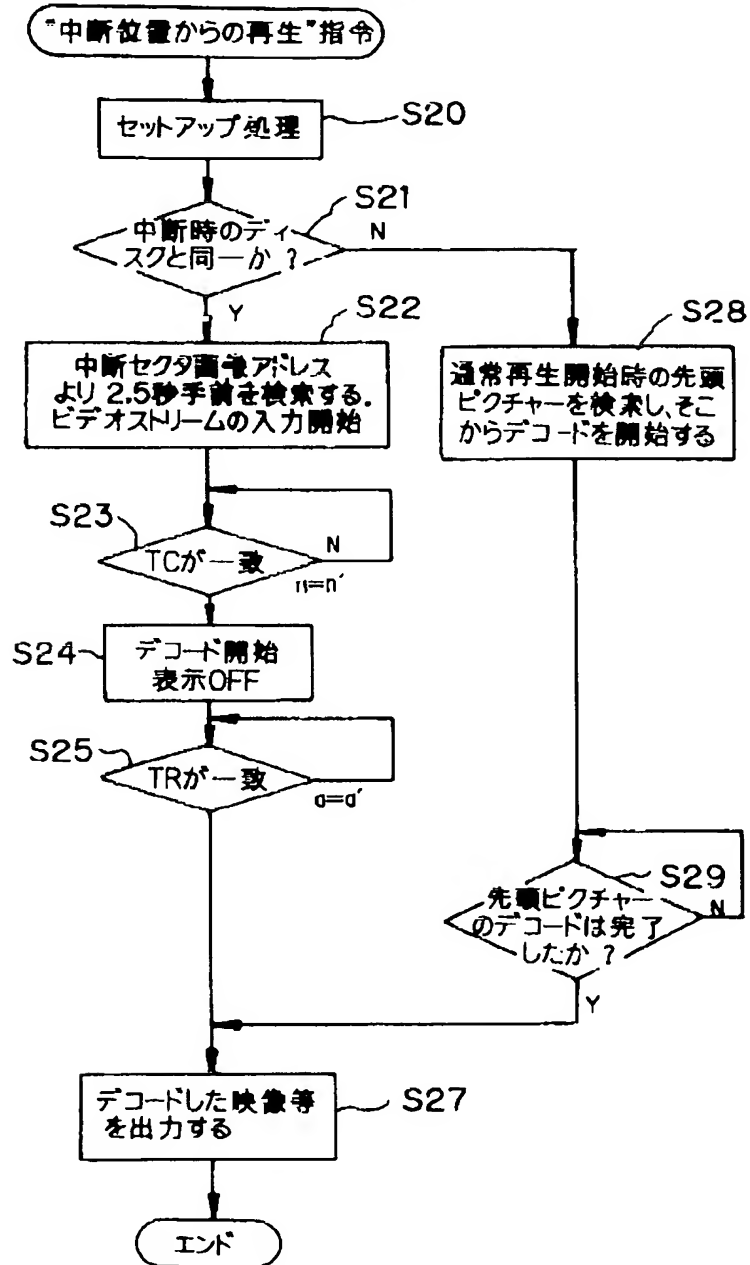 "中断位置からの再生"指令
セットアップ処理
S20
S21
中断時のディ
スクと同一か?
N
Y
S22
中断セクタ画像アドレス
より2.5秒手前を検索する.
ビデオストリームの入力開始
S28
通常再生開始時の先頭
ピクチャーを検索し、そこ
からデコードを開始する
S23
TCが一致
N
n=n'
S24
デコード開始
表示OFF
S25
TRが一致
a=a'
S29
先頭ピクチャー
のデコードは完了
したか?
N
Y
デコードした映像等
を出力する
S27
エンド